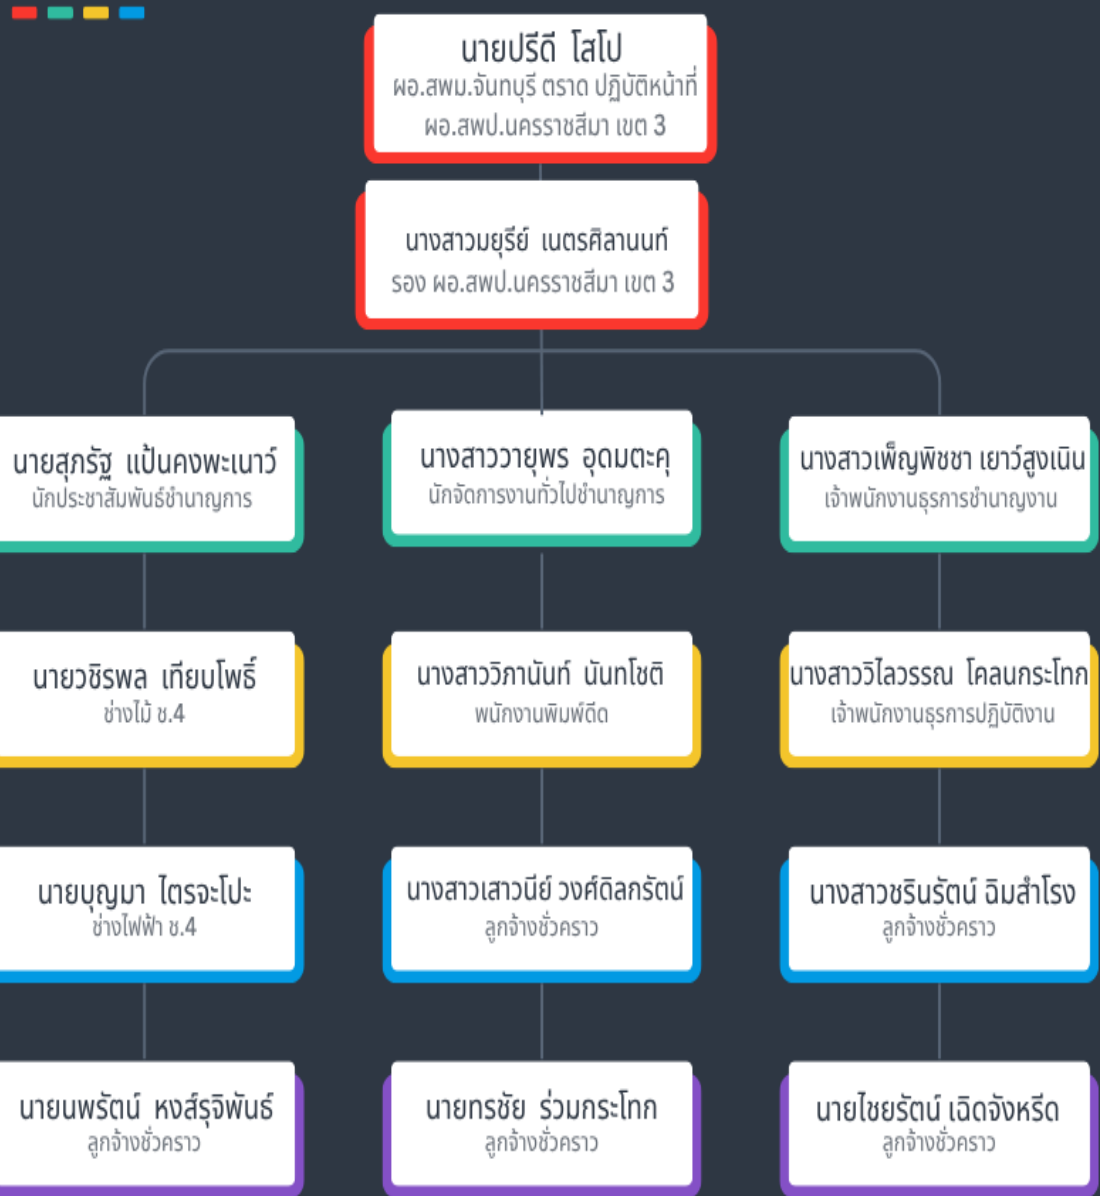 นายปรีดี โสโป
ผอ.สพม.จันทบุรี ตราด ปฏิบัติหน้าที่
ผอ.สพป.นครราชสีมา เขต 3
นางสาวมยุรีย์ เนตรศิลานนท์
รอง ผอ.สพป.นครราชสีมา เขต 3
นายสุภรัฐ แป้นคงพะเนาว์
นักประชาสัมพันธ์ชำนาญการ
นางสาววายุพร อุดมตะคุ
นักจัดการงานทั่วไปชำนาญการ
นางสาวเพ็ญพิชชา เยาว์สูงเนิน
เจ้าพนักงานธุรการชำนาญงาน
นายวชิรพล เทียบโพธิ์
ช่างไม้ ช.4
นางสาววิภานันท์ นันทโชติ
พนักงานพิมพ์ดีด
นางสาววิไลวรรณ โคลนกระโทก
เจ้าพนักงานธุรการปฏิบัติงาน
นายบุญมา ไตรจะโปะ
ช่างไฟฟ้า ช.4
นางสาวเสาวนีย์ วงศ์ดิลกรัตน์
ลูกจ้างชั่วคราว
นางสาวชรินรัตน์ ฉิมสำโรง
ลูกจ้างชั่วคราว
นายนพรัตน์ หงส์รุจิพันธ์
ลูกจ้างชั่วคราว
นายทรชัย ร่วมกระโทก
ลูกจ้างชั่วคราว
นายไชยรัตน์ เฉิดจังหรีด
ลูกจ้างชั่วคราว